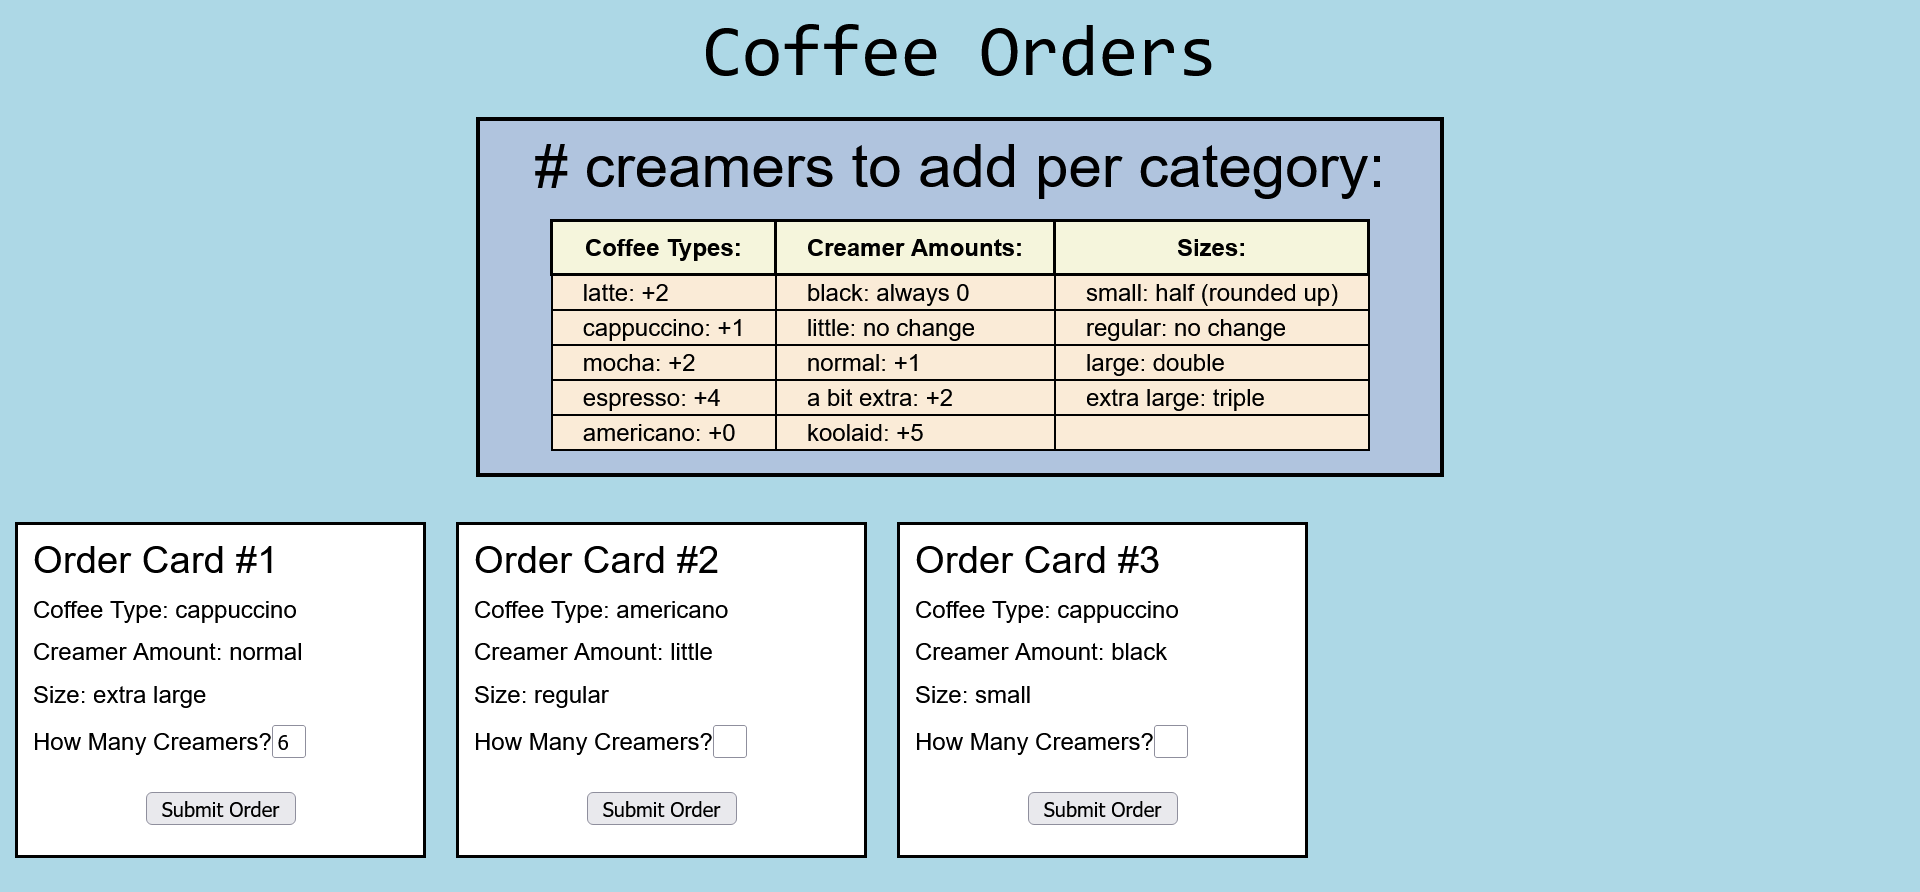 Coffee Orders
# creamers to add per category:
Coffee Types: Creamer Amounts: Sizes:
latte: +2 black: always 0 small: half (rounded up)
cappuccino: +1 little: no change regular: no change
mocha: +2 normal: +1 large: double
espresso: +4 a bit extra: +2 extra large: triple
americano: +0 koolaid: +5
Order Card #1
Coffee Type: cappuccino
Creamer Amount: normal
Size: extra large
How Many Creamers? 6
Submit Order
Order Card #2
Coffee Type: americano
Creamer Amount: little
Size: regular
How Many Creamers?
Submit Order
Order Card #3
Coffee Type: cappuccino
Creamer Amount: black
Size: small
How Many Creamers?
Submit Order